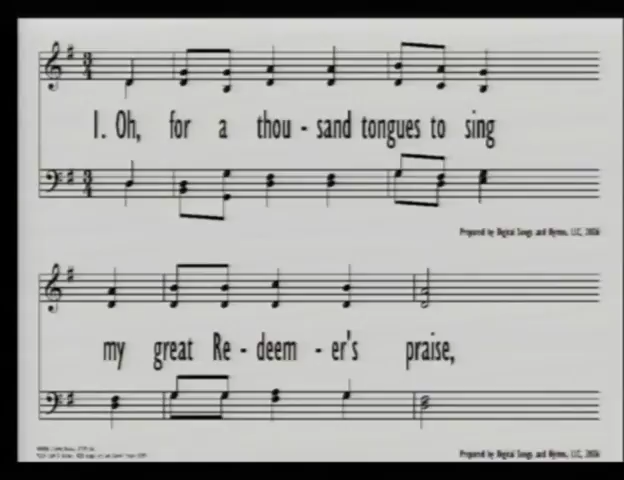 1. Oh, for a thou - sand tongues to sing
Prepared by Digital Songs and Hymns, LLC, 2006
my great Re - deem - er's praise,
Prepared by Digital Songs and Hymns, LLC, 2006